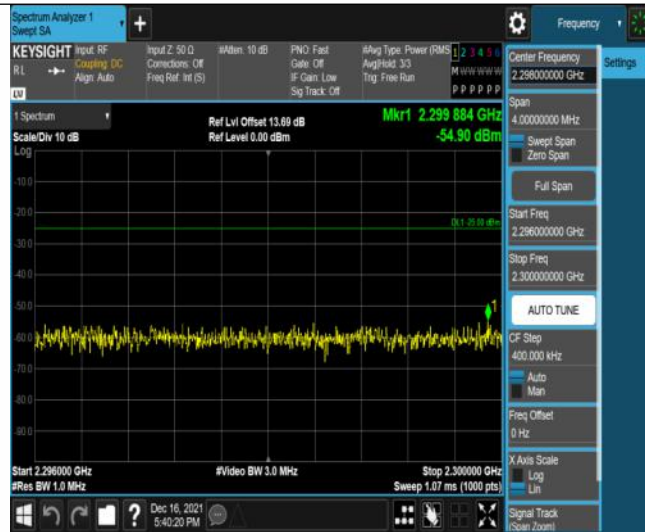 Spectrum Analyzer 1
Swept SA
+
Frequency
KEYSIGHT
Input: RF
Coupling: DC
Align: Auto
Input Z: 50 Ω
Corrections: Off
Freq Ref: Int (S)
#Atten: 10 dB
PNO: Fast
Gate: Off
IF Gain: Low
Sig Track: Off
#Avg Type: Power (RMS
Avg|Hold: 3/3
Trig: Free Run
1 2 3 4 5 6
M W W W W W
P P P P P P
RL
LVI
1 Spectrum
Scale/Div 10 dB
Log
Ref Lvl Offset 13.69 dB
Ref Level 0.00 dBm
Mkr1 2.299 884 GHz
-54.90 dBm
-10.0
-20.0
-30.0
-40.0
-50.0
-60.0
-70.0
-80.0
-90.0
DL1 -25.00 dBm
1
Start 2.296000 GHz
#Res BW 1.0 MHz
#Video BW 3.0 MHz
Stop 2.300000 GHz
Sweep 1.07 ms (1000 pts)
Dec 16, 2021
5:40:20 PM
?
Center Frequency
2.298000000 GHz
Settings
Span
4.00000000 MHz
Swept Span
Zero Span
Full Span
Start Freq
2.296000000 GHz
Stop Freq
2.300000000 GHz
AUTO TUNE
CF Step
400.000 kHz
Auto
Man
Freq Offset
0 Hz
X Axis Scale
Log
Lin
Signal Track
(Span Zoom)